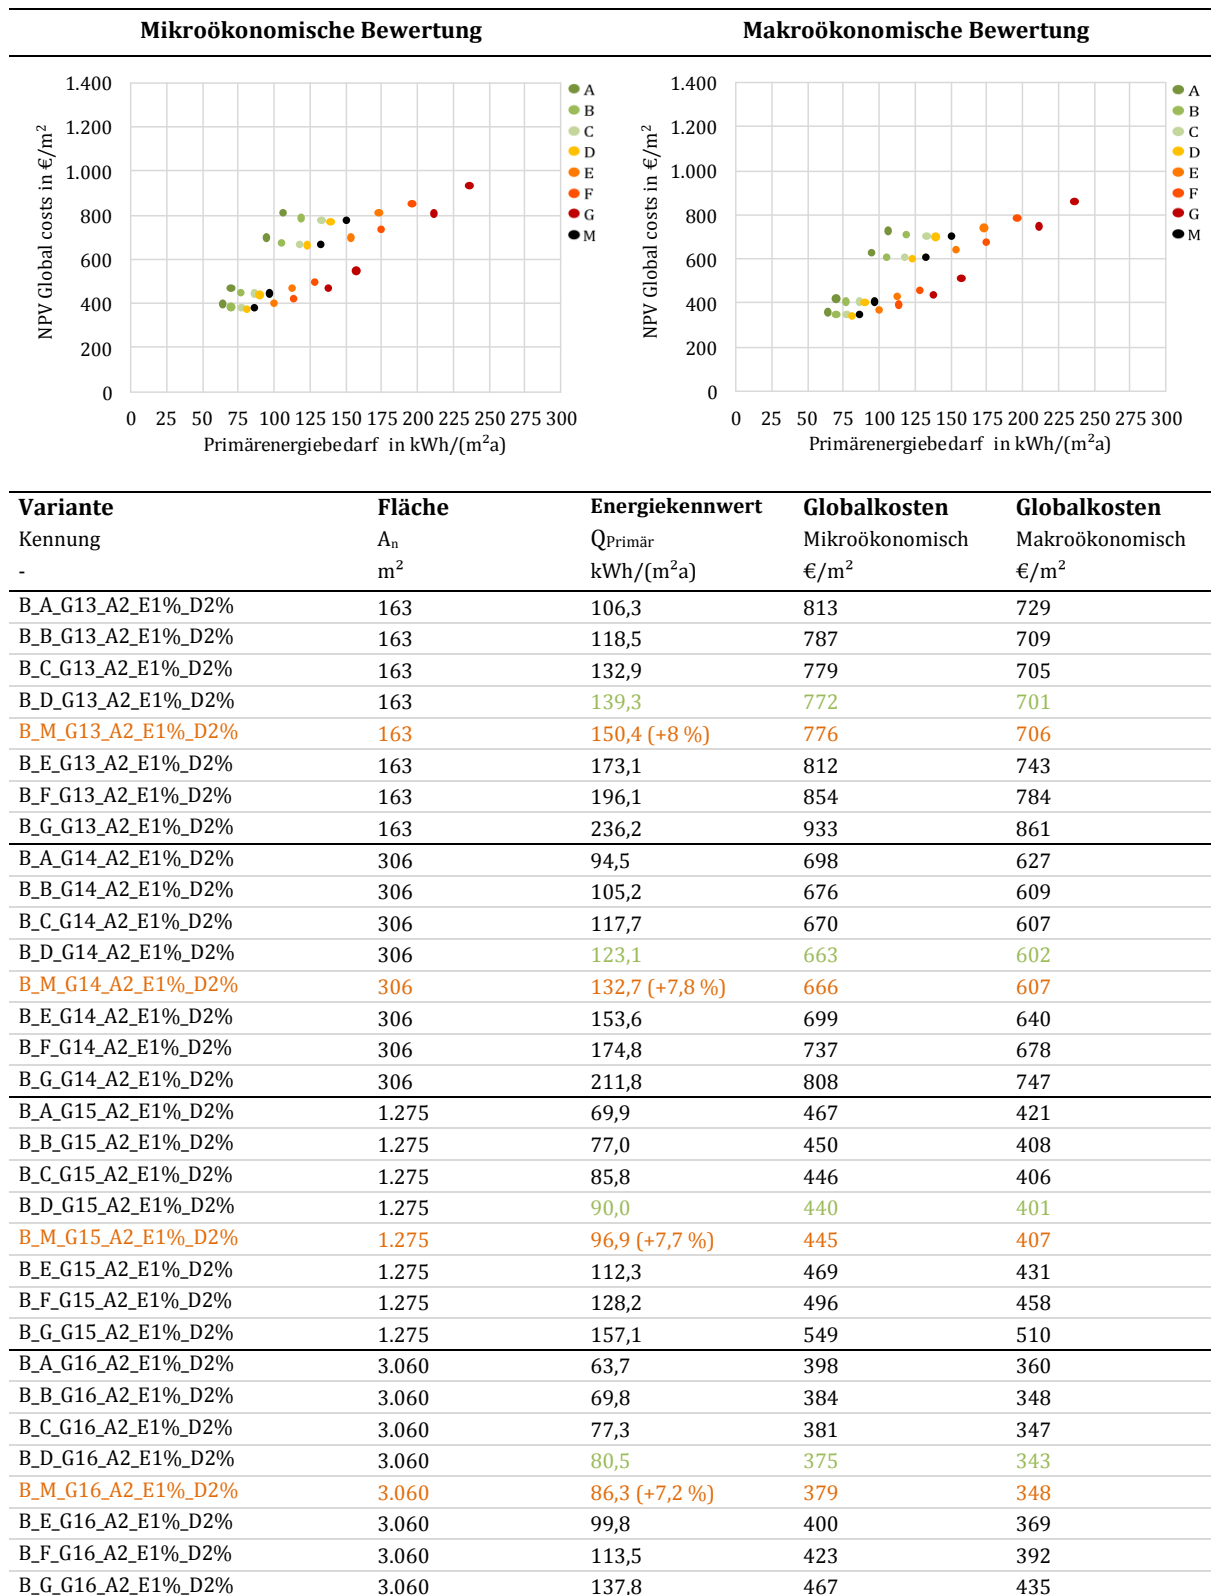 Mikroökonomische Bewertung Makroökonomische Bewertung
1.400
1.200
1.000
800
600
400
200
0
NPV Global costs in €/m²
0 25 50 75 100 125 150 175 200 225 250 275 300
Primärenergiebedarf in kWh/(m²a)
A
B
C
D
E
F
G
M
1.400
1.200
1.000
800
600
400
200
0
NPV Global costs in €/m²
0 25 50 75 100 125 150 175 200 225 250 275 300
Primärenergiebedarf in kWh/(m²a)
A
B
C
D
E
F
G
M
Variante Fläche Energiekennwert Globalkosten Globalkosten
Kennung An QPrimär Mikroökonomisch Makroökonomisch
- m² kWh/(m²a) €/m² €/m²
B_A_G13_A2_E1%_D2% 163 106,3 813 729
B_B_G13_A2_E1%_D2% 163 118,5 787 709
B_C_G13_A2_E1%_D2% 163 132,9 779 705
B_D_G13_A2_E1%_D2% 163 139,3 772 701
B_M_G13_A2_E1%_D2% 163 150,4 (+8 %) 776 706
B_E_G13_A2_E1%_D2% 163 173,1 812 743
B_F_G13_A2_E1%_D2% 163 196,1 854 784
B_G_G13_A2_E1%_D2% 163 236,2 933 861
B_A_G14_A2_E1%_D2% 306 94,5 698 627
B_B_G14_A2_E1%_D2% 306 105,2 676 609
B_C_G14_A2_E1%_D2% 306 117,7 670 607
B_D_G14_A2_E1%_D2% 306 123,1 663 602
B_M_G14_A2_E1%_D2% 306 132,7 (+7,8 %) 666 607
B_E_G14_A2_E1%_D2% 306 153,6 699 640
B_F_G14_A2_E1%_D2% 306 174,8 737 678
B_G_G14_A2_E1%_D2% 306 211,8 808 747
B_A_G15_A2_E1%_D2% 1.275 69,9 467 421
B_B_G15_A2_E1%_D2% 1.275 77,0 450 408
B_C_G15_A2_E1%_D2% 1.275 85,8 446 406
B_D_G15_A2_E1%_D2% 1.275 90,0 440 401
B_M_G15_A2_E1%_D2% 1.275 96,9 (+7,7 %) 445 407
B_E_G15_A2_E1%_D2% 1.275 112,3 469 431
B_F_G15_A2_E1%_D2% 1.275 128,2 496 458
B_G_G15_A2_E1%_D2% 1.275 157,1 549 510
B_A_G16_A2_E1%_D2% 3.060 63,7 398 360
B_B_G16_A2_E1%_D2% 3.060 69,8 384 348
B_C_G16_A2_E1%_D2% 3.060 77,3 381 347
B_D_G16_A2_E1%_D2% 3.060 80,5 375 343
B_M_G16_A2_E1%_D2% 3.060 86,3 (+7,2 %) 379 348
B_E_G16_A2_E1%_D2% 3.060 99,8 400 369
B_F_G16_A2_E1%_D2% 3.060 113,5 423 392
B_G_G16_A2_E1%_D2% 3.060 137,8 467 435